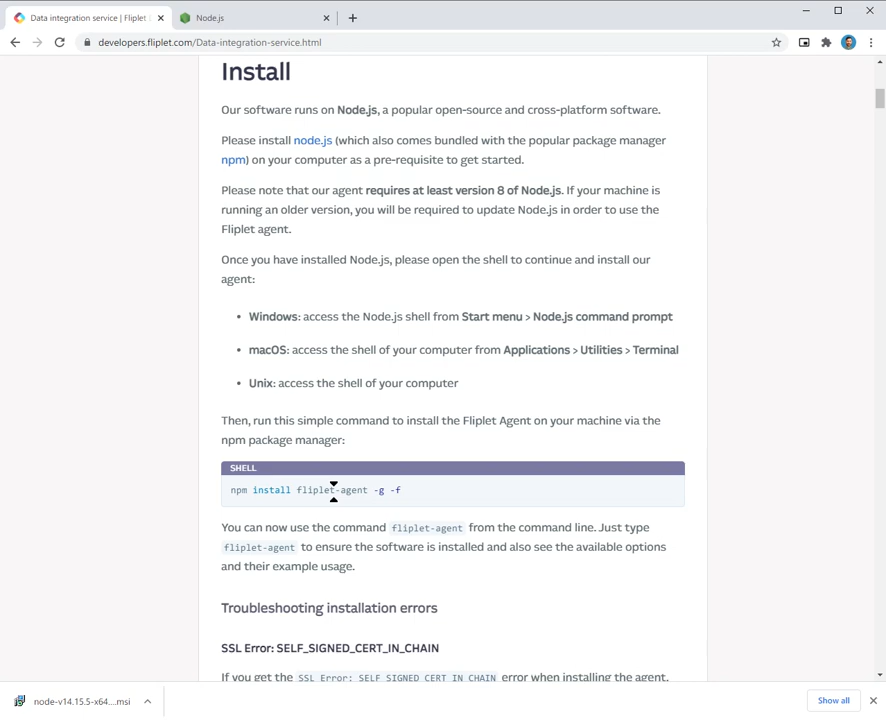 Data integration service | Fliplet
Node.js
developers.fliplet.com/Data-integration-service.html
Install
Our software runs on Node.js, a popular open-source and cross-platform software.
Please install node.js (which also comes bundled with the popular package manager
npm) on your computer as a pre-requisite to get started.
Please note that our agent requires at least version 8 of Node.js. If your machine is
running an older version, you will be required to update Node.js in order to use the
Fliplet agent.
Once you have installed Node.js, please open the shell to continue and install our
agent:
• Windows: access the Node.js shell from Start menu > Node.js command prompt
• macOS: access the shell of your computer from Applications > Utilities > Terminal
• Unix: access the shell of your computer
Then, run this simple command to install the Fliplet Agent on your machine via the
npm package manager:
SHELL
npm install fliplet-agent -g -f
You can now use the command fliplet-agent from the command line. Just type
fliplet-agent to ensure the software is installed and also see the available options
and their example usage.
Troubleshooting installation errors
SSL Error: SELF_SIGNED_CERT_IN_CHAIN
If you get the SSL Error: SELF_SIGNED_CERT_IN_CHAIN error when installing the agent,
node-v14.15.5-x64....msi
Show all